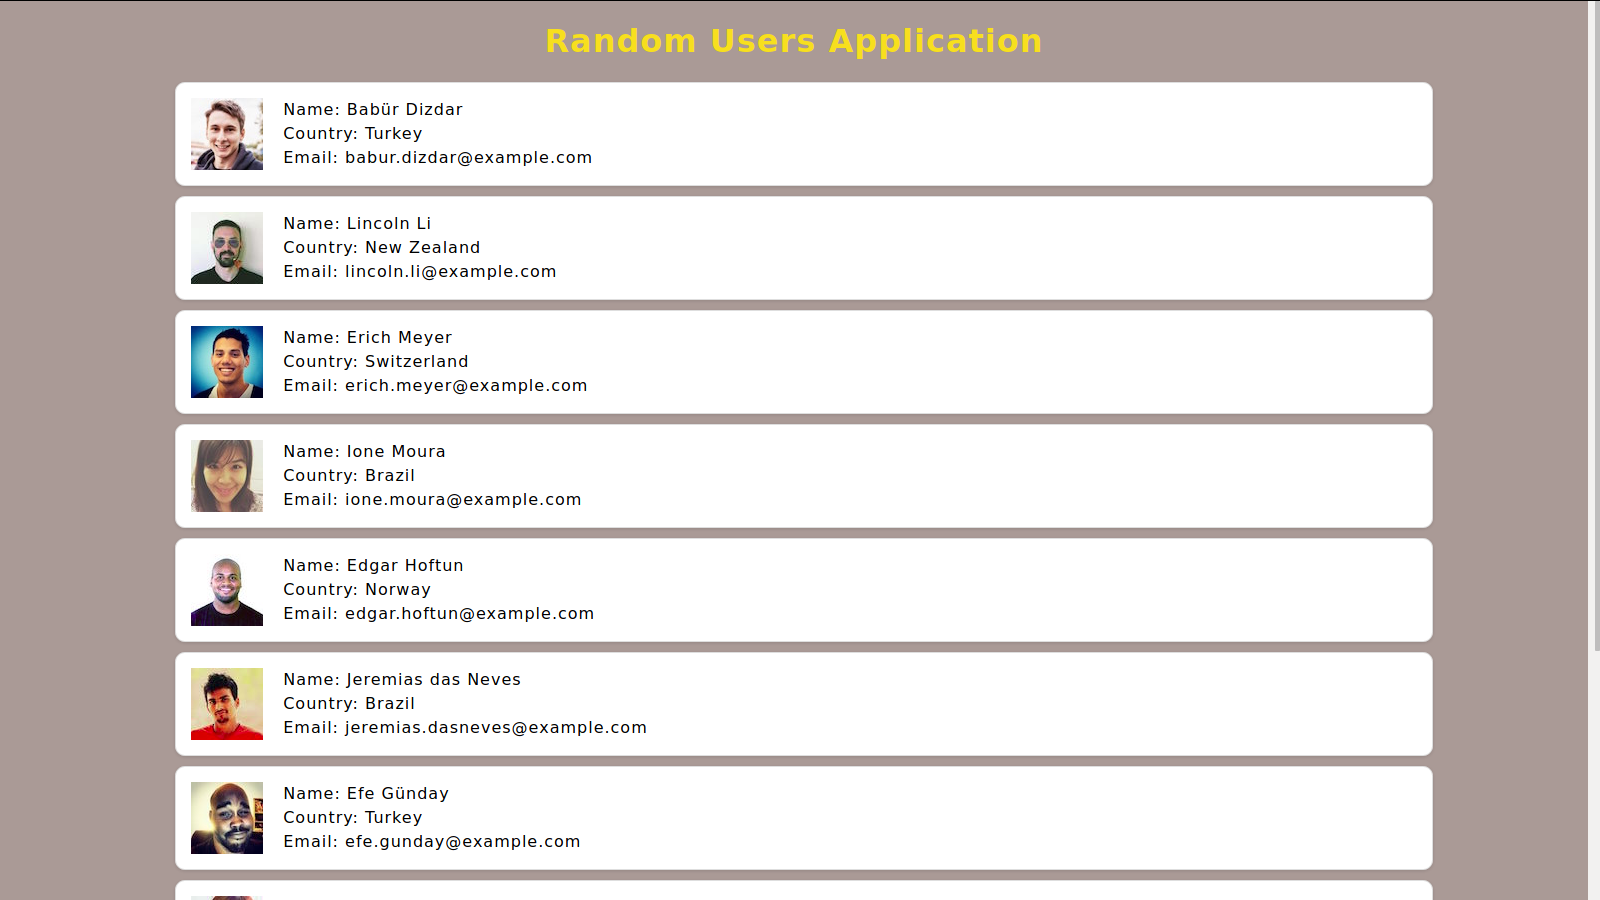 Random Users Application
Name: Babür Dizdar
Country: Turkey
Email: babur.dizdar@example.com
Name: Lincoln Li
Country: New Zealand
Email: lincoln.li@example.com
Name: Erich Meyer
Country: Switzerland
Email: erich.meyer@example.com
Name: Ione Moura
Country: Brazil
Email: ione.moura@example.com
Name: Edgar Hoftun
Country: Norway
Email: edgar.hoftun@example.com
Name: Jeremias das Neves
Country: Brazil
Email: jeremias.dasneves@example.com
Name: Efe Günday
Country: Turkey
Email: efe.gunday@example.com